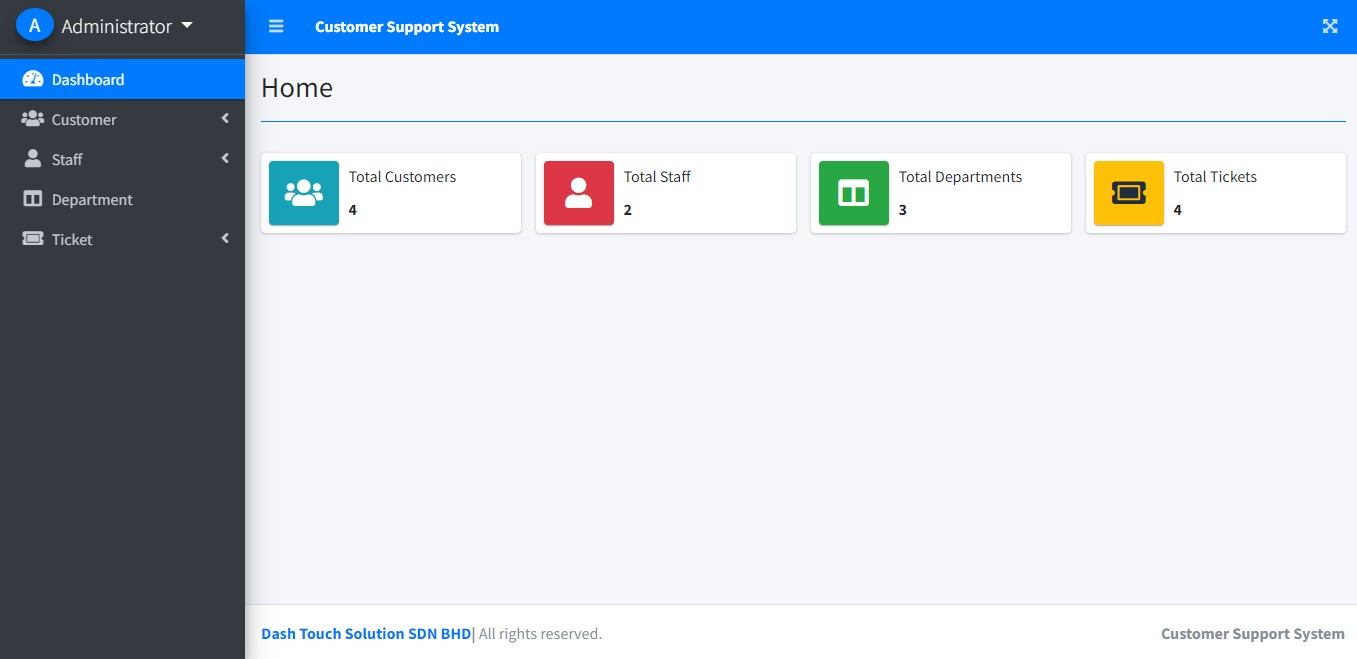 A Administrator
Customer Support System
Dashboard
Customer
Staff
Department
Ticket
Home
Total Customers
4
Total Staff
2
Total Departments
3
Total Tickets
4
Dash Touch Solution SDN BHD| All rights reserved.
Customer Support System